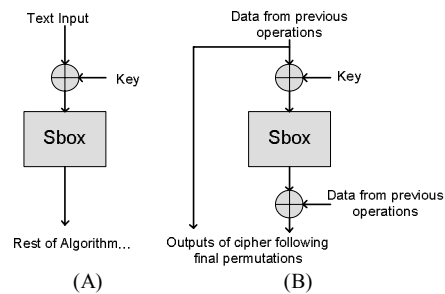 Text Input
Key
Sbox
Rest of Algorithm...
(A)
Data from previous
operations
Key
Sbox
Data from previous
operations
Outputs of cipher following
final permutations
(B)